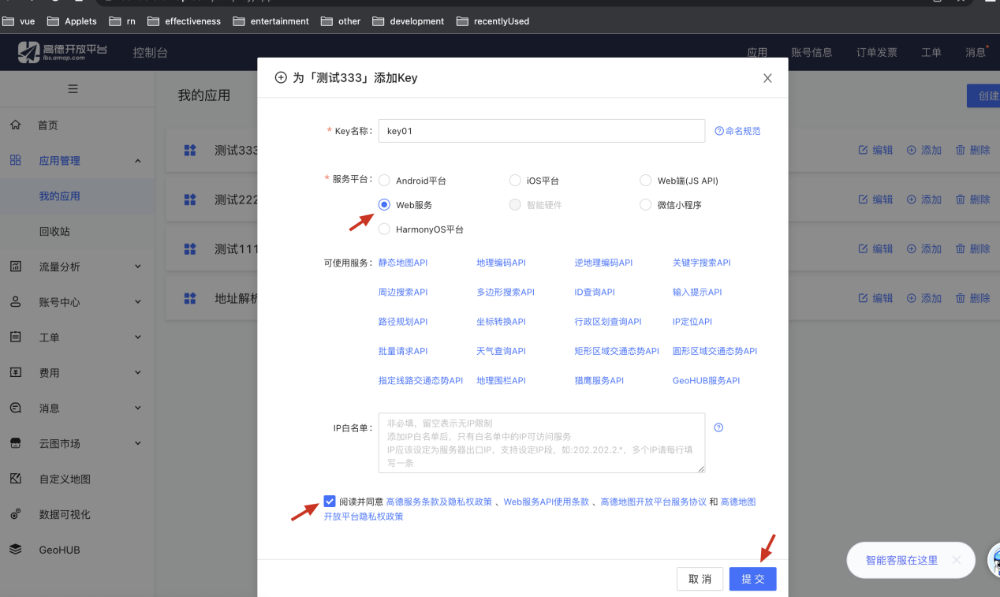 vue Applets rn effectiveness entertainment other development recentlyUsed
高德开放平台 控制台 应用 账号信息 订单发票 工单 消息
lbs.amap.com
为「测试333」添加Key
我的应用
创建
首页
* Key名称： key01 命名规范
测试333 编辑 添加 删除
应用管理
* 服务平台： Android平台 iOS平台 Web端(JS API)
我的应用
测试222 编辑 添加 删除
Web服务 智能硬件 微信小程序
回收站
HarmonyOS平台
测试111 编辑 添加 删除
流量分析
可使用服务： 静态地图API 地理编码API 逆地理编码API 关键字搜索API
周边搜索API 多边形搜索API ID查询API 输入提示API
账号中心
地址解析 编辑 添加 删除
路径规划API 坐标转换API 行政区划查询API IP定位API
工单
批量请求API 天气查询API 矩形区域交通态势API 圆形区域交通态势API
费用
指定线路交通态势API 地理围栏API 猎鹰服务API GeoHUB服务API
消息
IP白名单： 非必填，留空表示无IP限制
添加IP白名单后，只有白名单中的IP可访问服务
IP应该设定为服务器出口IP，支持设定IP段，如:202.202.2.*，多个IP请每行填
写一条
云图市场
自定义地图
阅读并同意 高德服务条款及隐私权政策 、Web服务API使用条款 、高德地图开放平台服务协议 和 高德地图
开放平台隐私权政策
数据可视化
GeoHUB
智能客服在这里
取 消 提 交